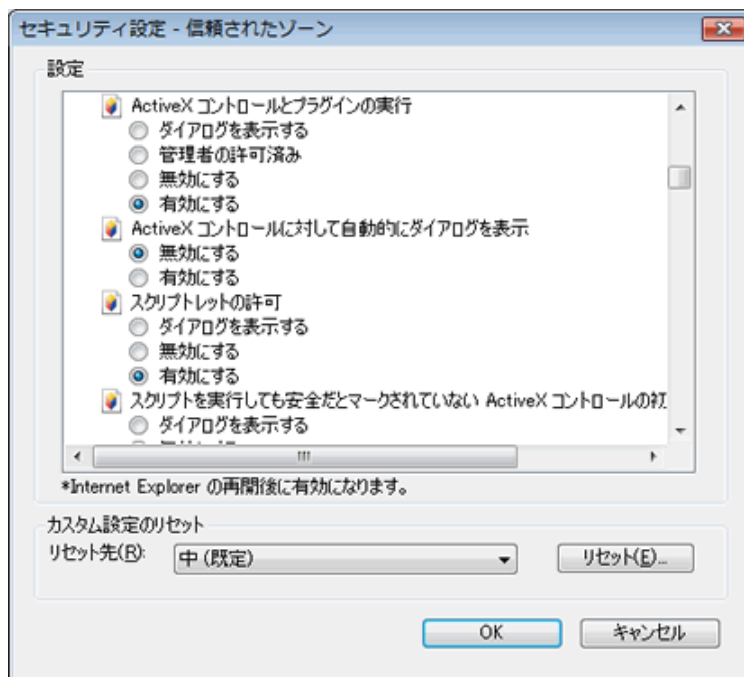 セキュリティ設定 - 信頼されたゾーン
設定
ActiveX コントロールとプラグインの実行
ダイアログを表示する
管理者の許可済み
無効にする
有効にする
ActiveX コントロールに対して自動的にダイアログを表示
無効にする
有効にする
スクリプトレットの許可
ダイアログを表示する
無効にする
有効にする
スクリプトを実行しても安全だとマークされていない ActiveX コントロールの初
ダイアログを表示する
*Internet Explorer の再開後に有効になります。
カスタム設定のリセット
リセット先(R):
中 (既定)
リセット(E)...
OK
キャンセル